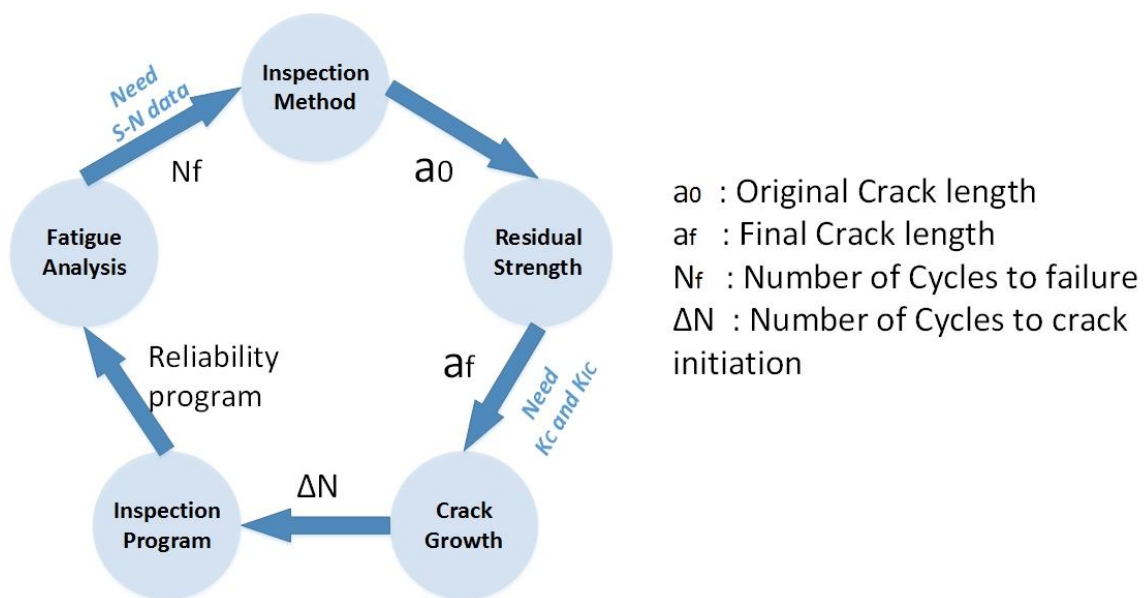 Inspection
Method
Need
S-N data
Nf
a0
Fatigue
Analysis
Residual
Strength
Reliability
program
af
Need
Kc and KIC
ΔN
Inspection
Program
Crack
Growth
a0 : Original Crack length
af : Final Crack length
Nf : Number of Cycles to failure
ΔN : Number of Cycles to crack
initiation